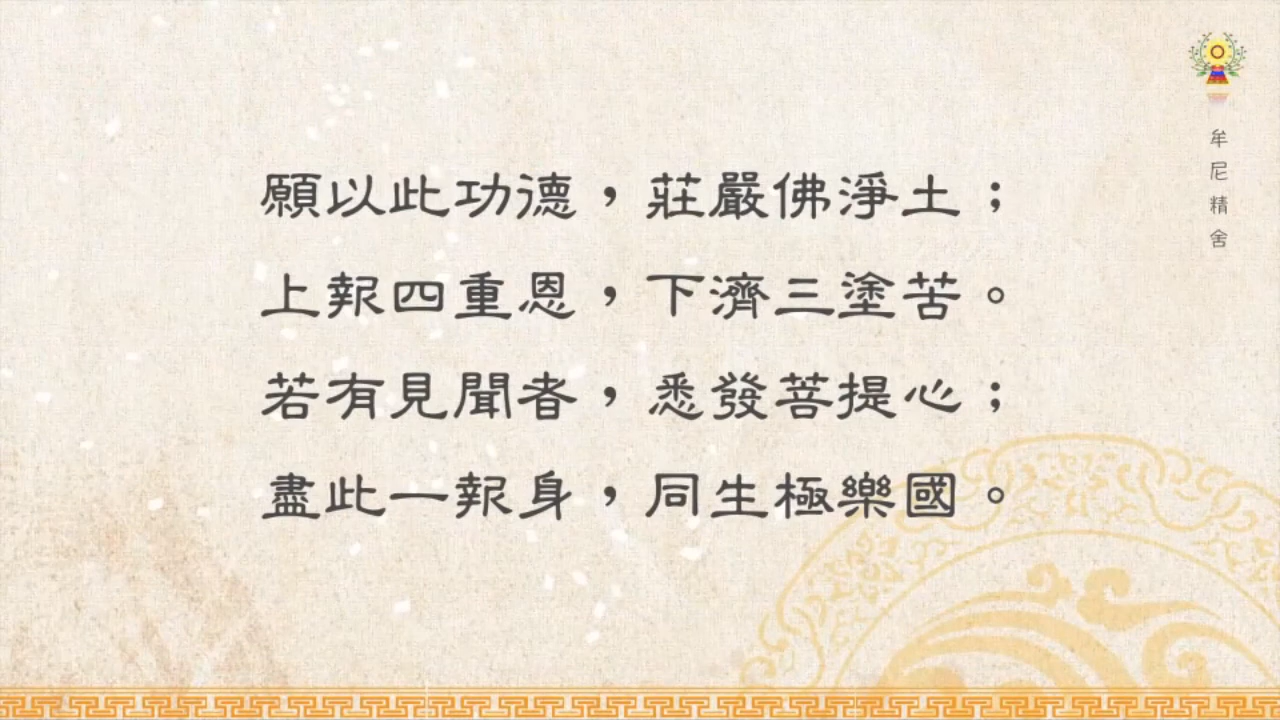 願以此功德，莊嚴佛淨土；
上報四重恩，下濟三塗苦。
若有見聞者，悉發菩提心；
盡此一報身，同生極樂國。
牟尼精舍